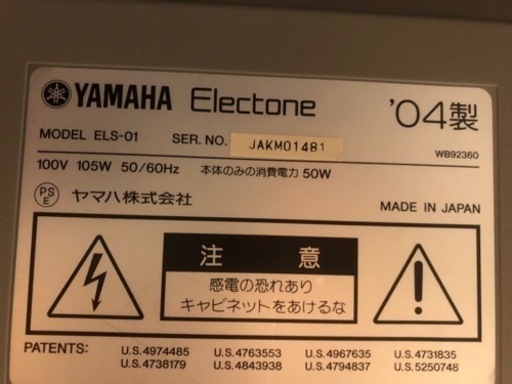 YAMAHA Electone '04製
MODEL ELS-01 SER. NO. JAKM01481 WB92360
100V 105W 50/60Hz 本体のみの消費電力 50W
PS E ヤマハ株式会社 MADE IN JAPAN
注 意
感電の恐れあり
キャビネットをあけるな
PATENTS: U.S.4974485 U.S.4763553 U.S.4967635 U.S.4731835
U.S.4738179 U.S.4843938 U.S.4794837 U.S.5250748